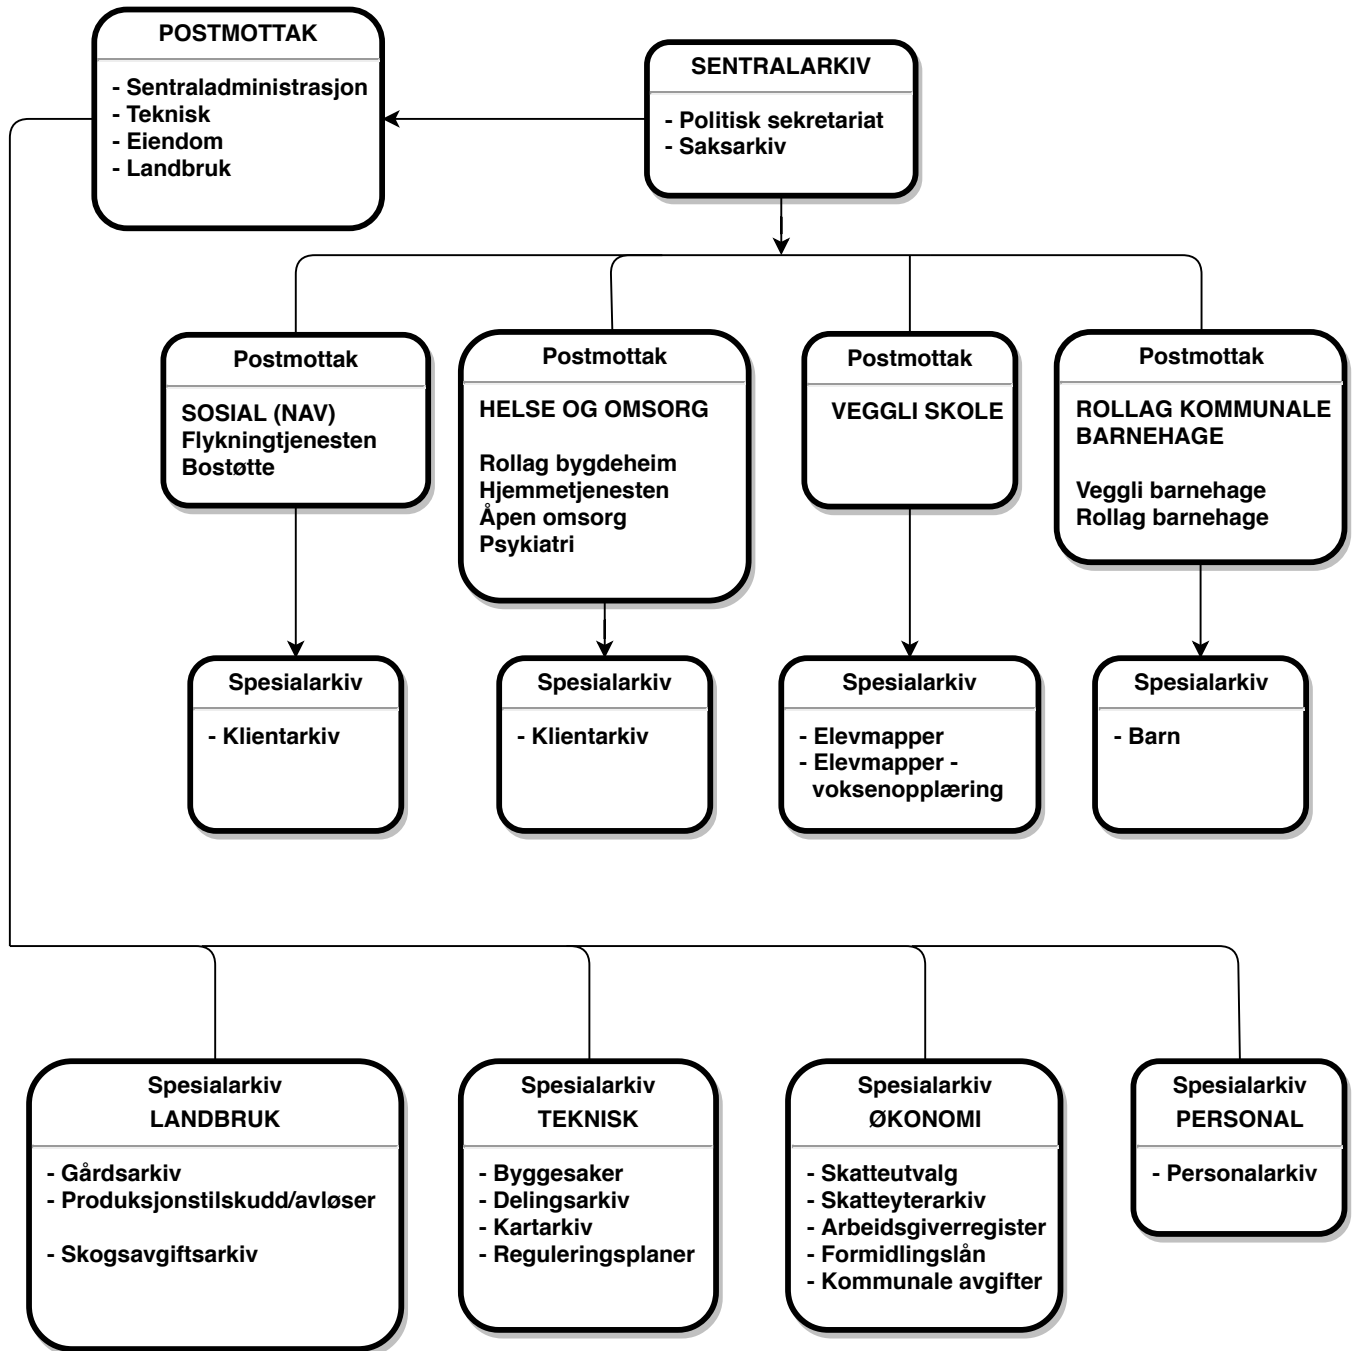 POSTMOTTAK
- Sentraladministrasjon
- Teknisk
- Eiendom
- Landbruk
SENTRALARKIV
- Politisk sekretariat
- Saksarkiv
Postmottak
SOSIAL (NAV)
Flykningtjenesten
Bostøtte
Postmottak
HELSE OG OMSORG
Rollag bygdeheim
Hjemmetjenesten
Åpen omsorg
Psykiatri
Postmottak
VEGGLI SKOLE
Postmottak
ROLLAG KOMMUNALE
BARNEHAGE
Veggli barnehage
Rollag barnehage
Spesialarkiv
- Klientarkiv
Spesialarkiv
- Klientarkiv
Spesialarkiv
- Elevmapper
- Elevmapper -
voksenopplæring
Spesialarkiv
- Barn
Spesialarkiv
LANDBRUK
- Gårdsarkiv
- Produksjonstilskudd/avløser
- Skogsavgiftsarkiv
Spesialarkiv
TEKNISK
- Byggesaker
- Delingsarkiv
- Kartarkiv
- Reguleringsplaner
Spesialarkiv
ØKONOMI
- Skatteutvalg
- Skatteyterarkiv
- Arbeidsgiverregister
- Formidlingslån
- Kommunale avgifter
Spesialarkiv
PERSONAL
- Personalarkiv